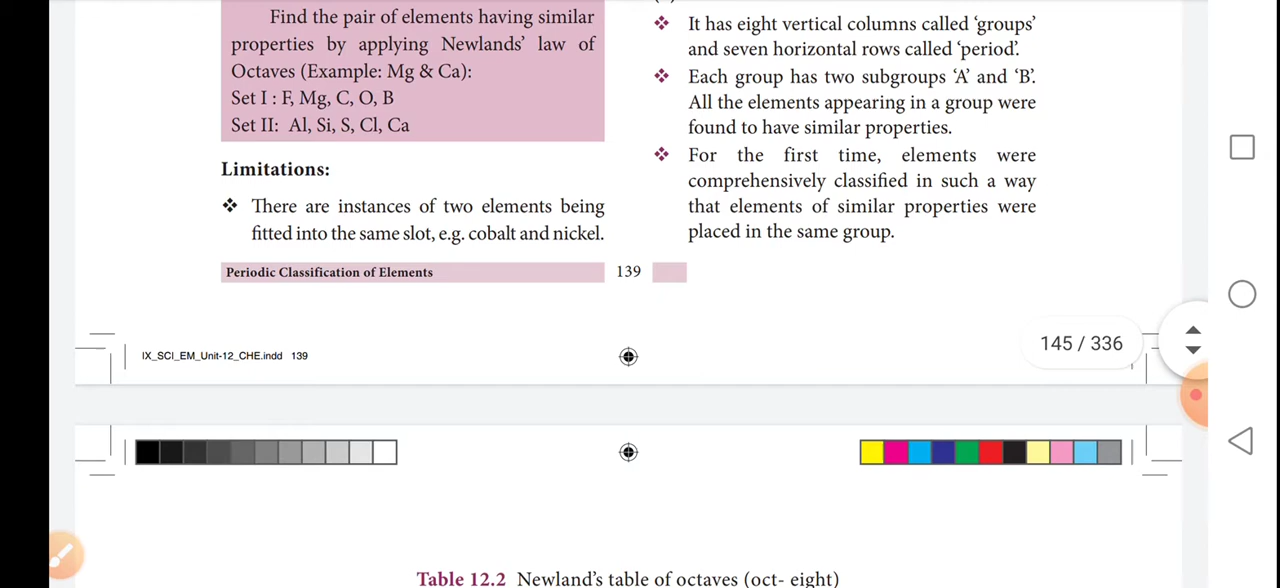 Find the pair of elements having similar
properties by applying Newlands’ law of
Octaves (Example: Mg & Ca):
Set I : F, Mg, C, O, B
Set II: Al, Si, S, Cl, Ca
Limitations:
❖ There are instances of two elements being
fitted into the same slot, e.g. cobalt and nickel.
❖ It has eight vertical columns called ‘groups’
and seven horizontal rows called ‘period’.
❖ Each group has two subgroups ‘A’ and ‘B’.
All the elements appearing in a group were
found to have similar properties.
❖ For the first time, elements were
comprehensively classified in such a way
that elements of similar properties were
placed in the same group.
Periodic Classification of Elements
139
145 / 336
IX_SCI_EM_Unit-12_CHE.indd 139
Table 12.2 Newland’s table of octaves (oct- eight)